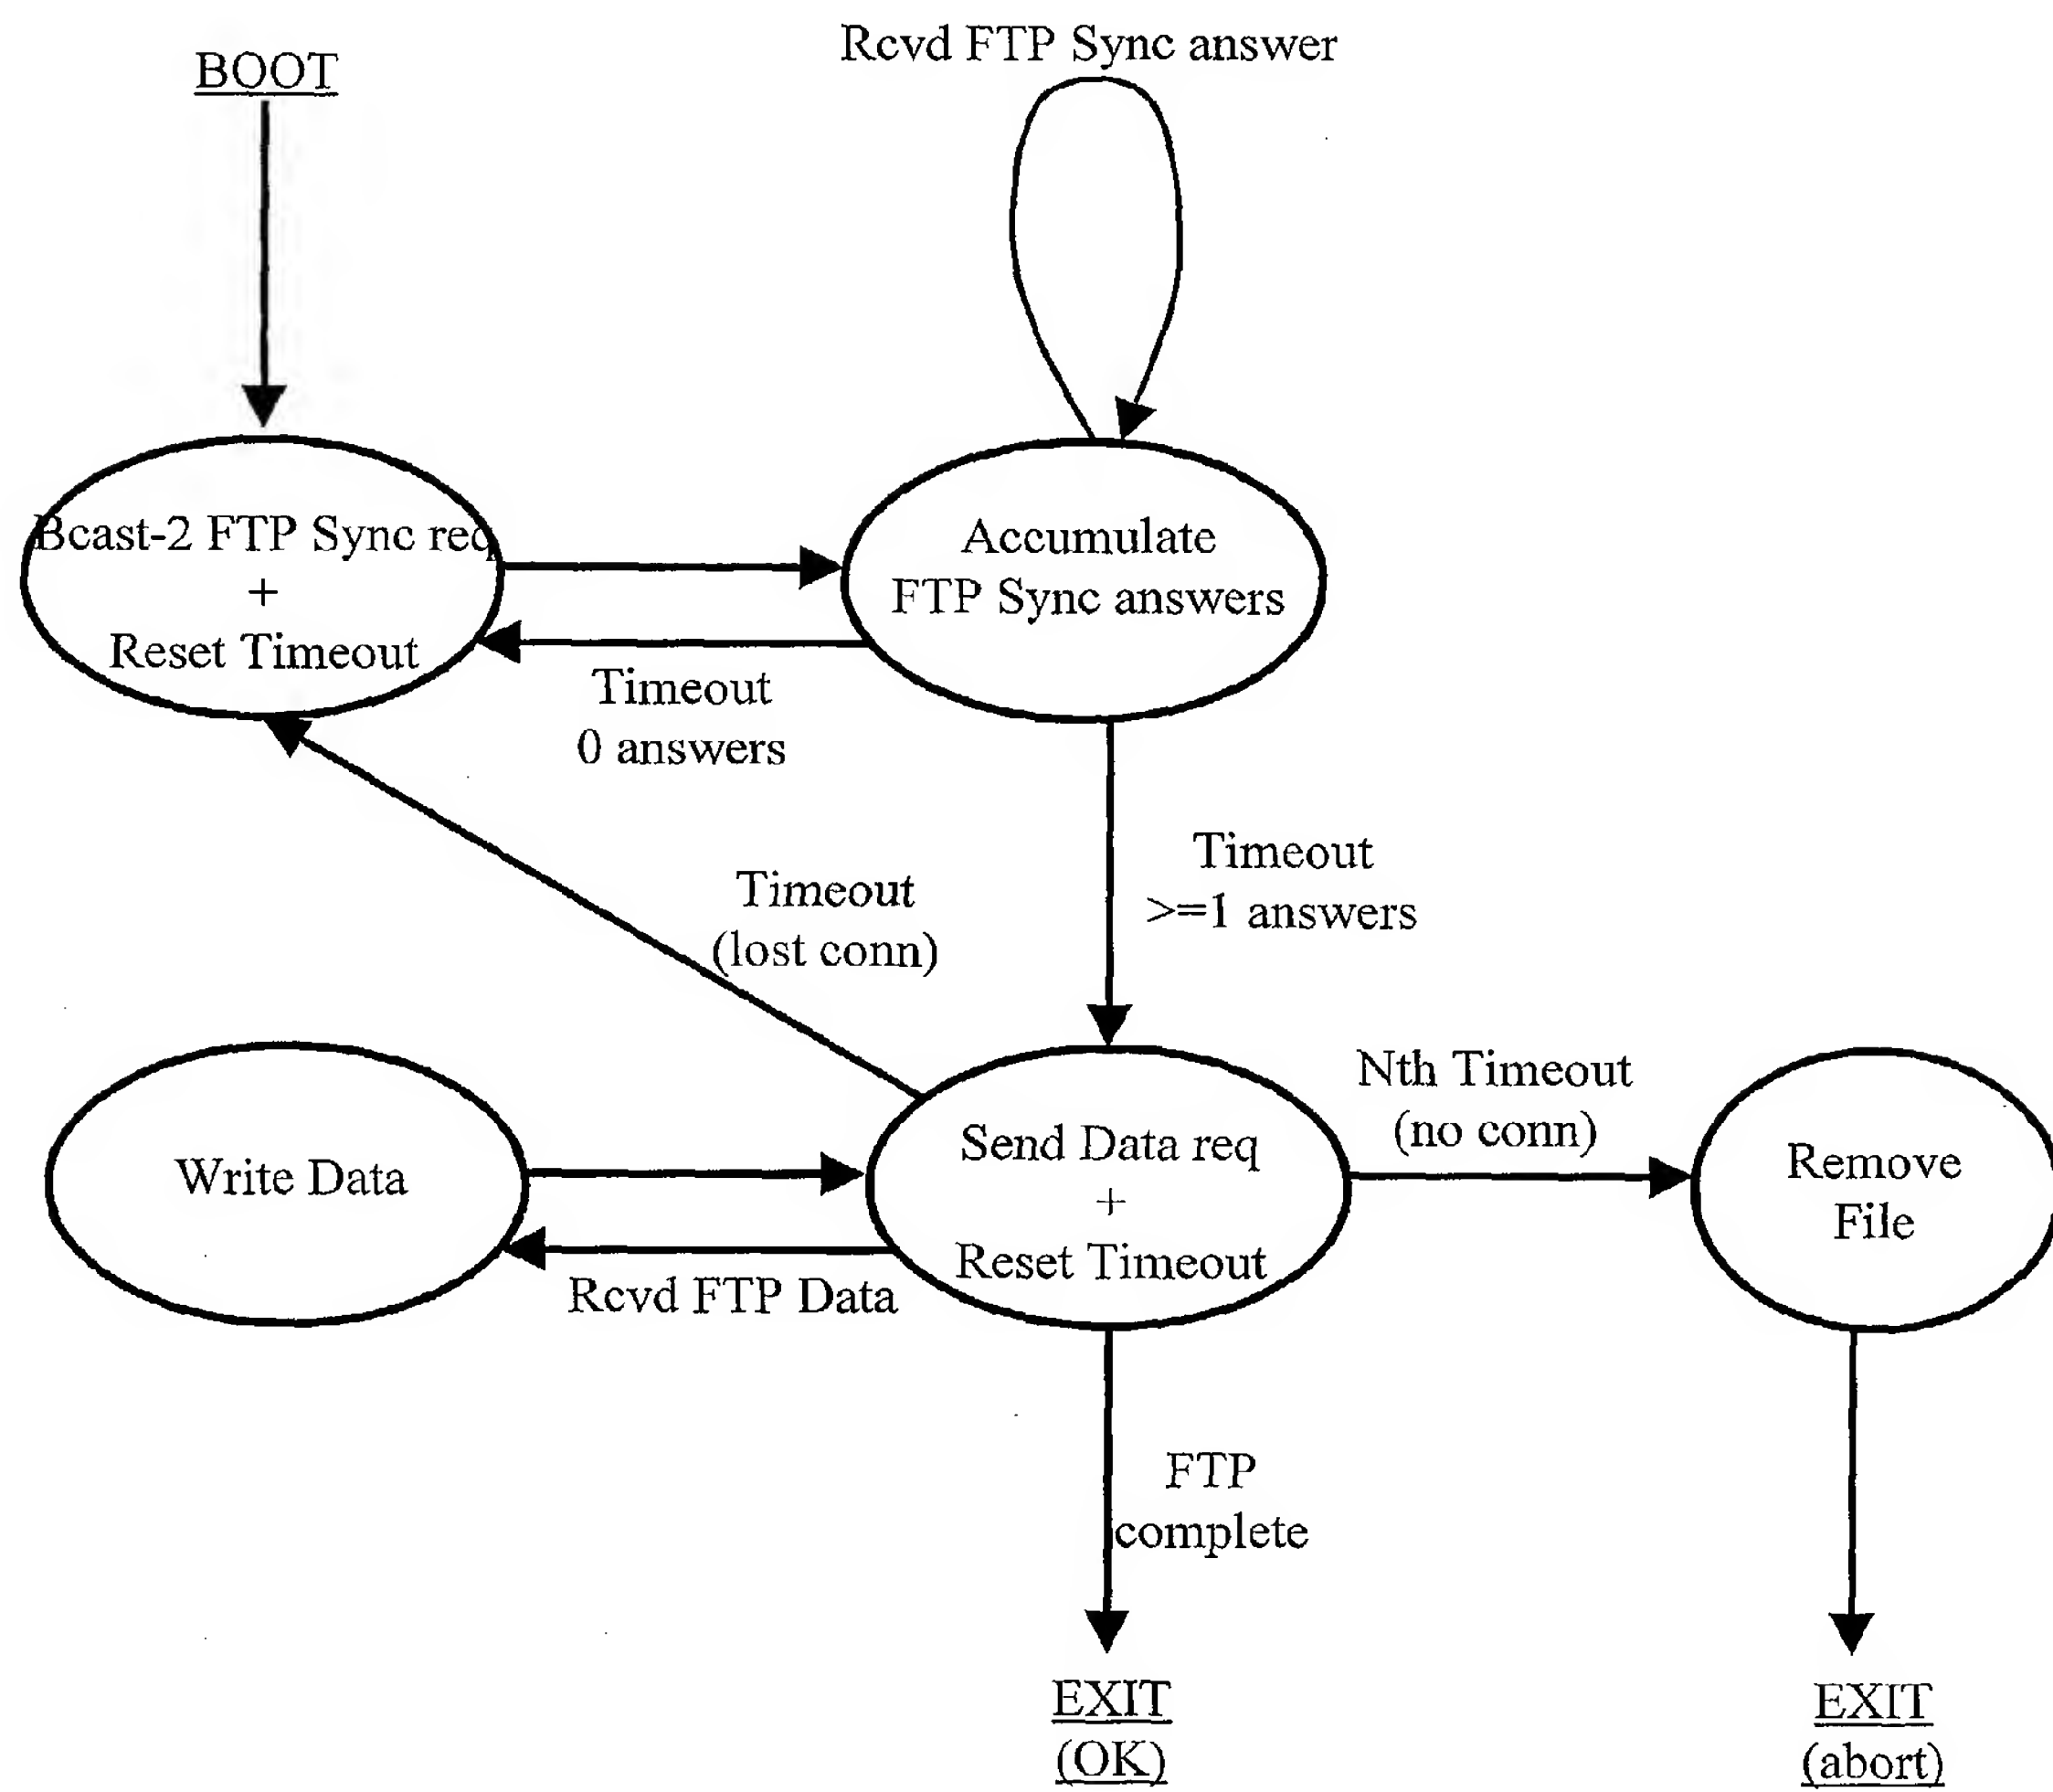 Rcvd FTP Sync answer
BOOT
Bcast-2 FTP Sync req
+
Reset Timeout
Accumulate
FTP Sync answers
Timeout
0 answers
Timeout
>=1 answers
Timeout
(lost conn)
Write Data
Send Data req
+
Reset Timeout
Nth Timeout
(no conn)
Remove
File
Rcvd FTP Data
FTP
complete
EXIT
(OK)
EXIT
(abort)